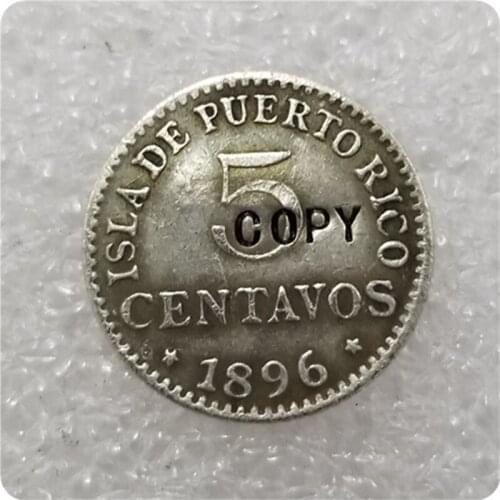 ISLA DE PUERTO RICO
5
COPY
CENTAVOS
* 1896 *